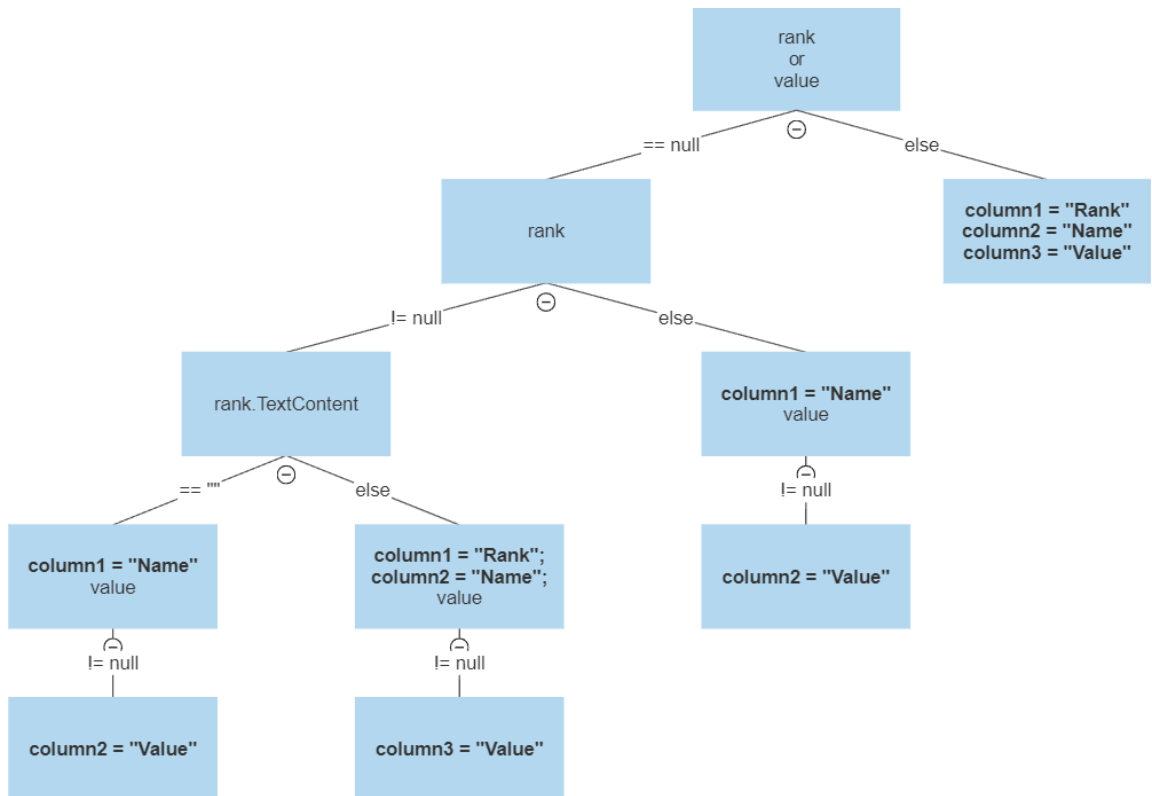 rank
or
value
== null
else
rank
column1 = "Rank"
column2 = "Name"
column3 = "Value"
!= null
else
rank.TextContent
column1 = "Name"
value
== ""
else
!= null
column1 = "Name"
value
column1 = "Rank";
column2 = "Name";
value
column2 = "Value"
!= null
!= null
column2 = "Value"
column3 = "Value"